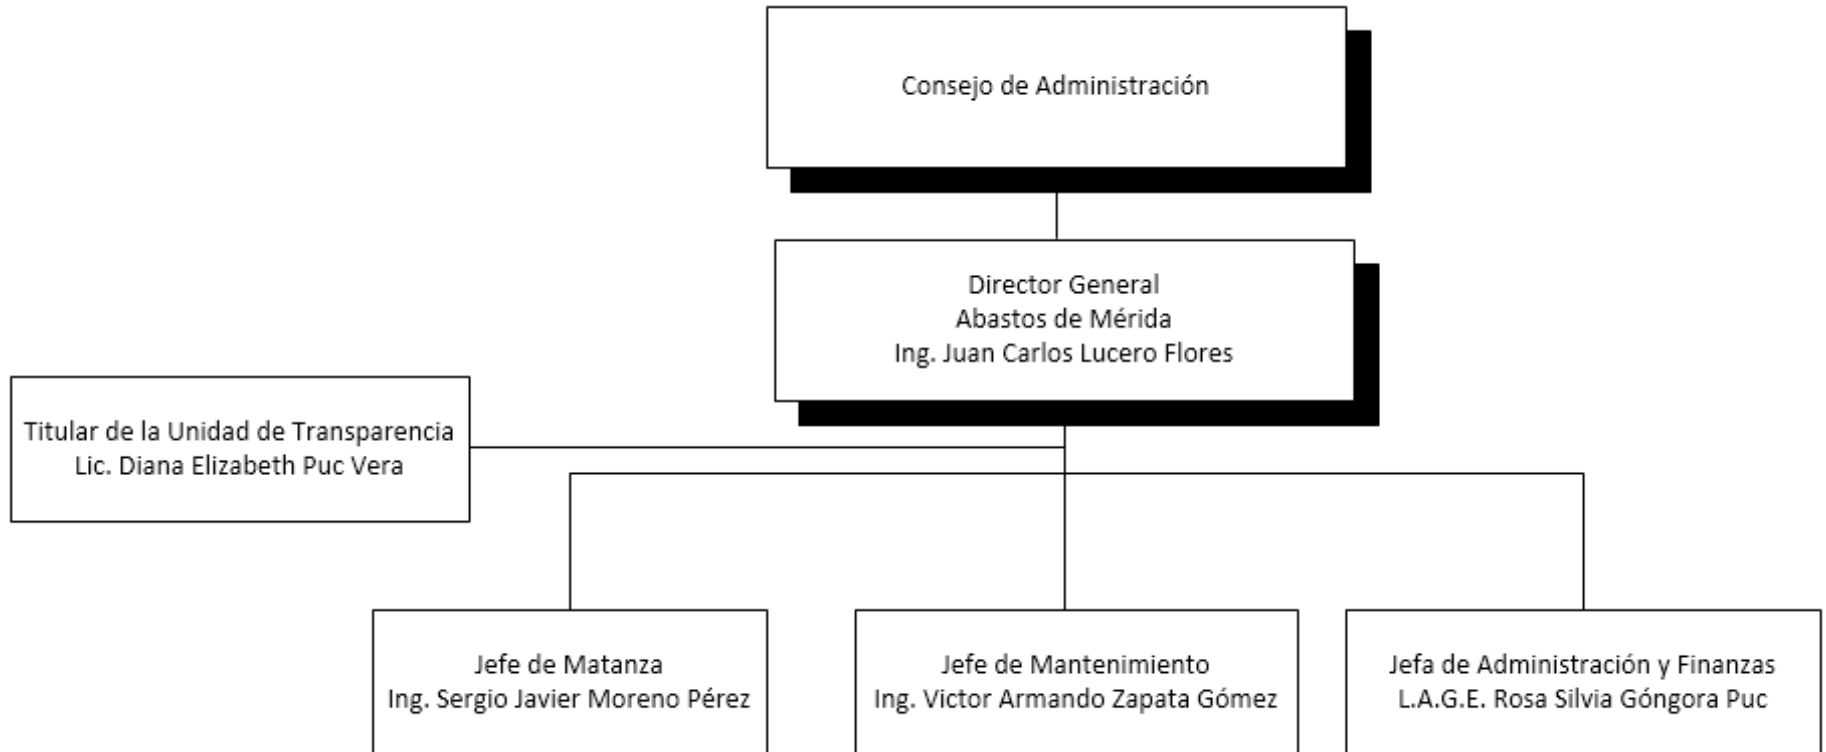 Consejo de Administración
Director General
Abastos de Mérida
Ing. Juan Carlos Lucero Flores
Titular de la Unidad de Transparencia
Lic. Diana Elizabeth Puc Vera
Jefe de Matanza
Ing. Sergio Javier Moreno Pérez
Jefe de Mantenimiento
Ing. Victor Armando Zapata Gómez
Jefa de Administración y Finanzas
L.A.G.E. Rosa Silvia Góngora Puc